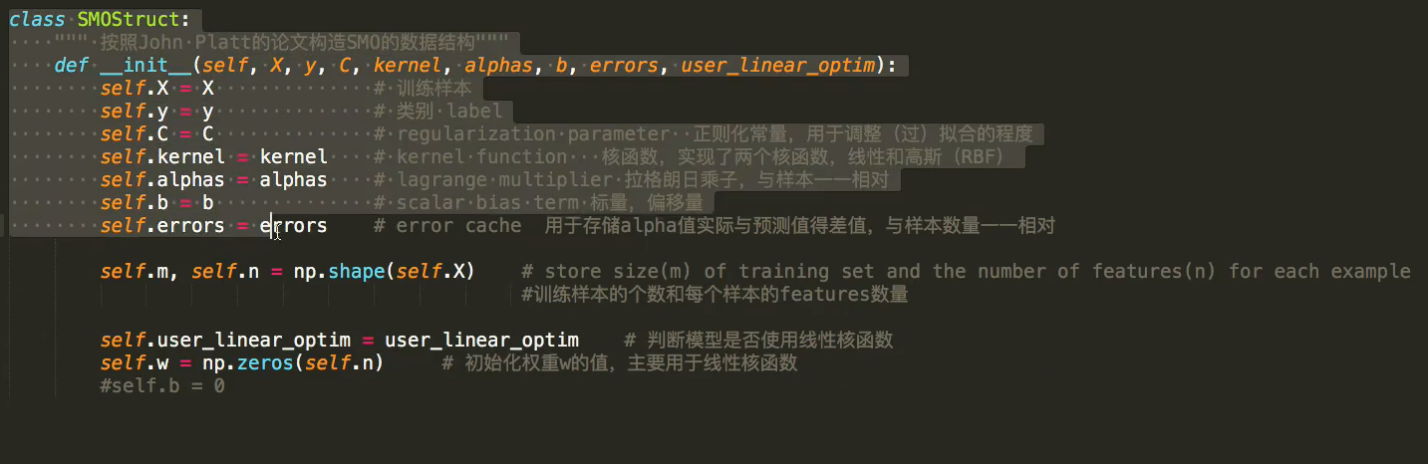 class SMOStruct:
    """ 按照John Platt的论文构造SMO的数据结构"""
    def __init__(self, X, y, C, kernel, alphas, b, errors, user_linear_optim):
        self.X = X              # 训练样本
        self.y = y              # 类别 label
        self.C = C              # regularization parameter  正则化常量，用于调整（过）拟合的程度
        self.kernel = kernel    # kernel function   核函数，实现了两个核函数，线性和高斯（RBF）
        self.alphas = alphas    # lagrange multiplier 拉格朗日乘子，与样本一一相对
        self.b = b              # scalar bias term 标量，偏移量
        self.errors = errors    # error cache  用于存储alpha值实际与预测值得差值，与样本数量一一相对
        self.m, self.n = np.shape(self.X)    # store size(m) of training set and the number of features(n) for each example
                                             #训练样本的个数和每个样本的features数量
        self.user_linear_optim = user_linear_optim    # 判断模型是否使用线性核函数
        self.w = np.zeros(self.n)     # 初始化权重w的值，主要用于线性核函数
        #self.b = 0